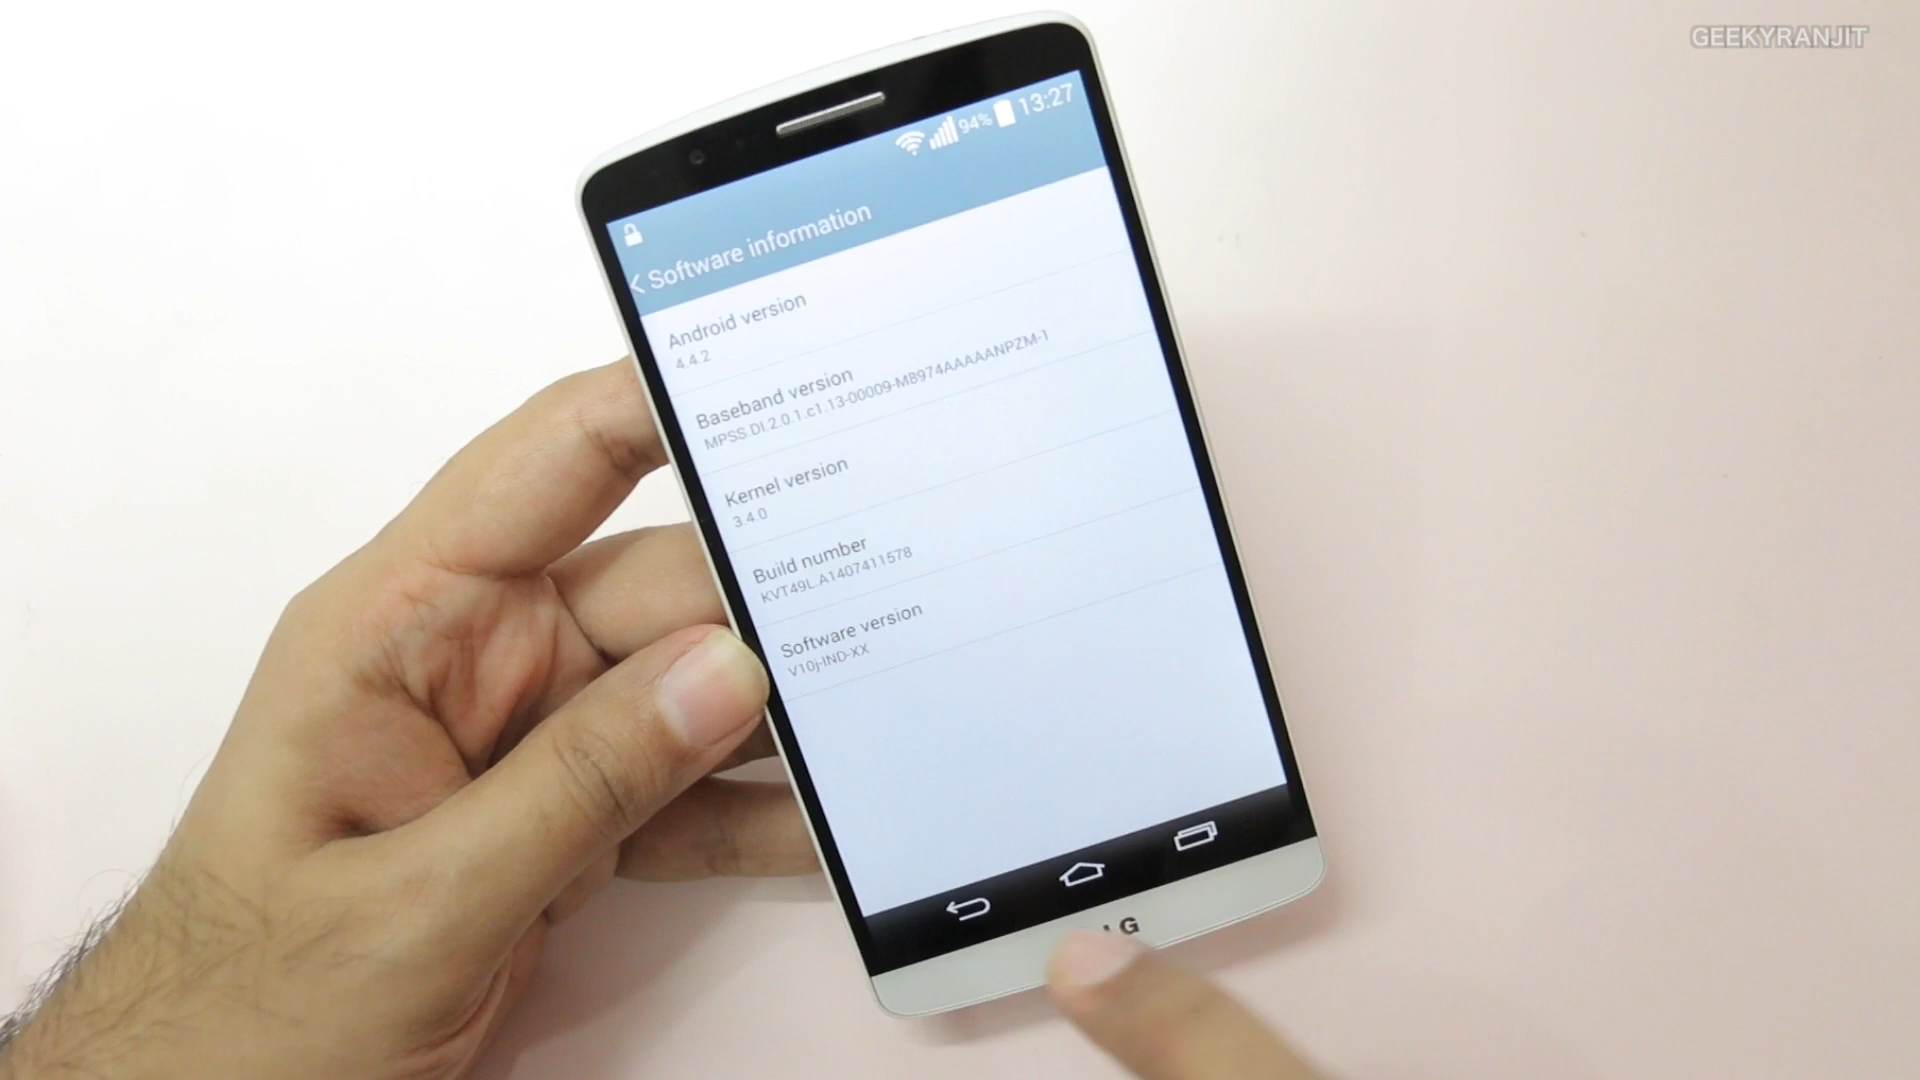 GEEKYRANJIT
94% 13:27
Software information
Android version
4.4.2
Baseband version
MPSS.DI.2.0.1.c1.13-00009-M8974AAAAANPZM-1
Kernel version
3.4.0
Build number
KVT49L.A1407411578
Software version
V10j-IND-XX
LG